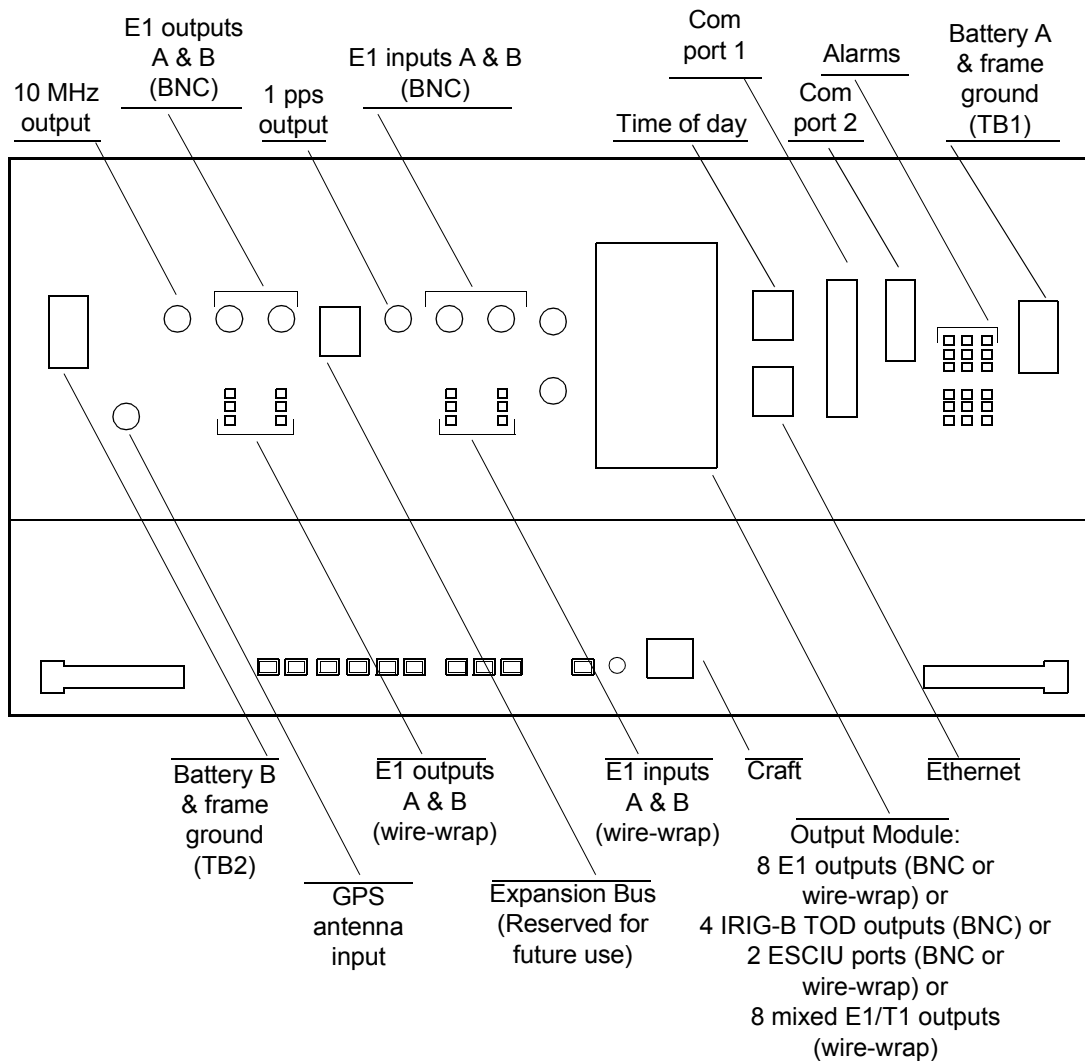 E1 outputs
A & B
(BNC)
10 MHz
output
1 pps
output
E1 inputs A & B
(BNC)
Time of day
Com
port 1
Com
port 2
Alarms
Battery A
& frame
ground
(TB1)
Battery B
& frame
ground
(TB2)
GPS
antenna
input
E1 outputs
A & B
(wire-wrap)
Expansion Bus
(Reserved for
future use)
E1 inputs
A & B
(wire-wrap)
Craft
Ethernet
Output Module:
8 E1 outputs (BNC or
wire-wrap) or
4 IRIG-B TOD outputs (BNC) or
2 ESCIU ports (BNC or
wire-wrap) or
8 mixed E1/T1 outputs
(wire-wrap)